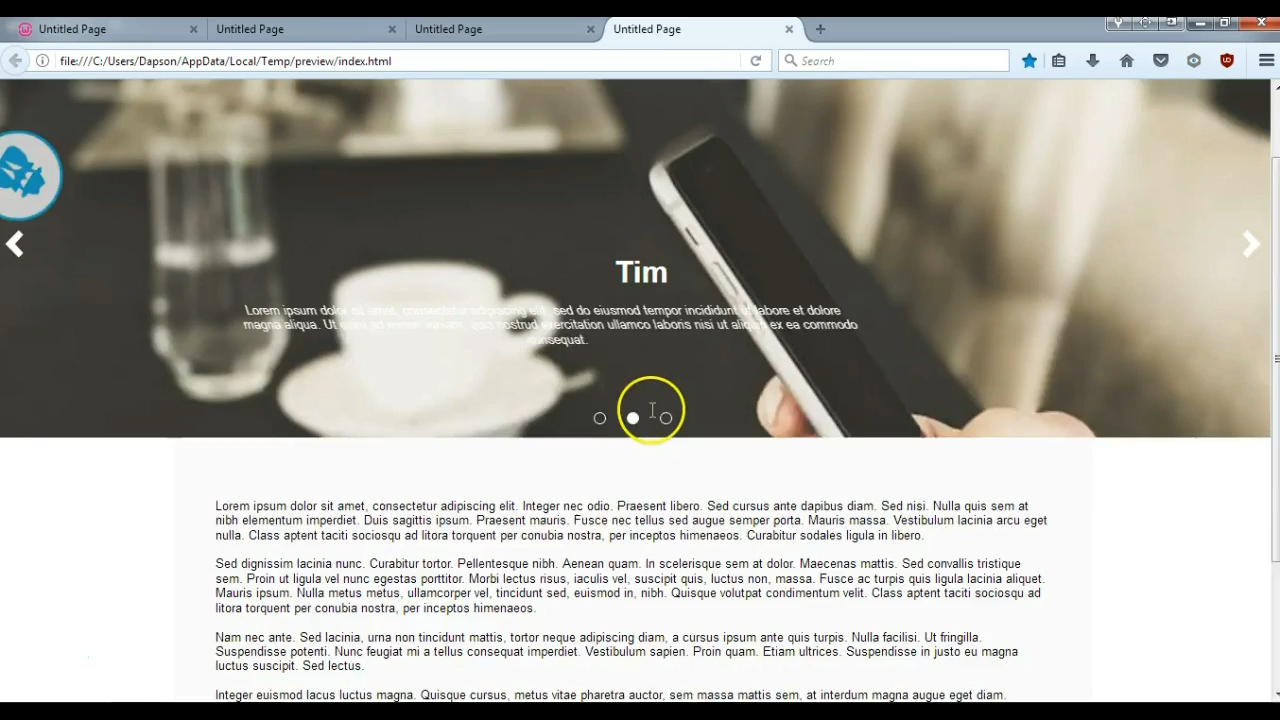 Untitled Page
Untitled Page
Untitled Page
Untitled Page
file:///C:/Users/Dapson/AppData/Local/Temp/preview/index.html
Search
Tim
Lorem ipsum dolor sit amet, consectetur adipiscing elit, sed do eiusmod tempor incididunt ut labore et dolore
magna aliqua. Ut enim ad minim veniam, quis nostrud exercitation ullamco laboris nisi ut aliquip ex ea commodo
consequat.
Lorem ipsum dolor sit amet, consectetur adipiscing elit. Integer nec odio. Praesent libero. Sed cursus ante dapibus diam. Sed nisi. Nulla quis sem at
nibh elementum imperdiet. Duis sagittis ipsum. Praesent mauris. Fusce nec tellus sed augue semper porta. Mauris massa. Vestibulum lacinia arcu eget
nulla. Class aptent taciti sociosqu ad litora torquent per conubia nostra, per inceptos himenaeos. Curabitur sodales ligula in libero.
Sed dignissim lacinia nunc. Curabitur tortor. Pellentesque nibh. Aenean quam. In scelerisque sem at dolor. Maecenas mattis. Sed convallis tristique
sem. Proin ut ligula vel nunc egestas porttitor. Morbi lectus risus, iaculis vel, suscipit quis, luctus non, massa. Fusce ac turpis quis ligula lacinia aliquet.
Mauris ipsum. Nulla metus metus, ullamcorper vel, tincidunt sed, euismod in, nibh. Quisque volutpat condimentum velit. Class aptent taciti sociosqu ad
litora torquent per conubia nostra, per inceptos himenaeos.
Nam nec ante. Sed lacinia, urna non tincidunt mattis, tortor neque adipiscing diam, a cursus ipsum ante quis turpis. Nulla facilisi. Ut fringilla.
Suspendisse potenti. Nunc feugiat mi a tellus consequat imperdiet. Vestibulum sapien. Proin quam. Etiam ultrices. Suspendisse in justo eu magna
luctus suscipit. Sed lectus.
Integer euismod lacus luctus magna. Quisque cursus, metus vitae pharetra auctor, sem massa mattis sem, at interdum magna augue eget diam.